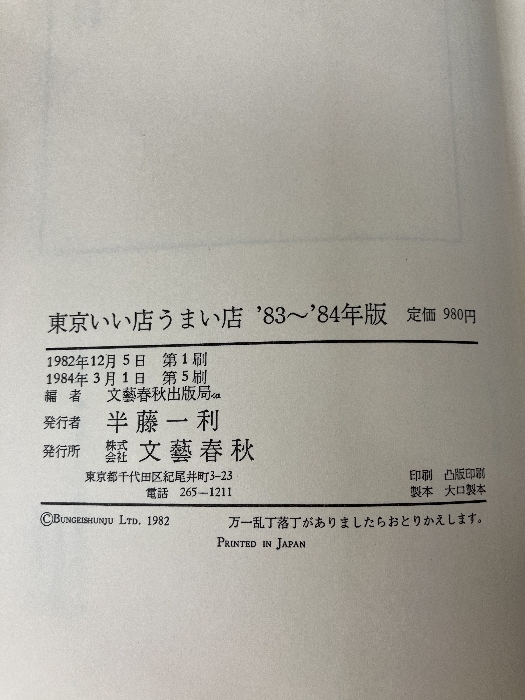 東京いい店うまい店 '83〜'84年版 定価 980円
1982年12月5日 第1刷
1984年3月1日 第5刷
編者 文藝春秋出版局
発行者 半藤一利
発行所 株式会社 文藝春秋
東京都千代田区紀尾井町3−23 印刷 凸版印刷
電話 265−1211 製本 大口製本
©BUNGEISHUNJU LTD. 1982 万一乱丁落丁がありましたらおとりかえします。
PRINTED IN JAPAN